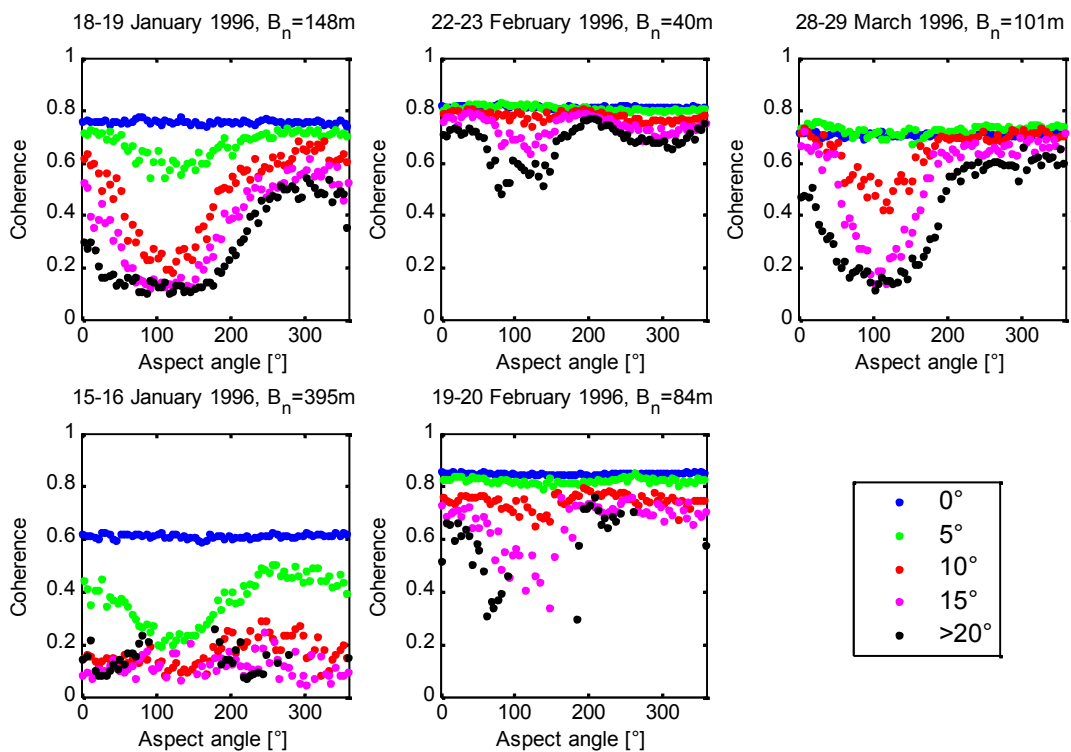 18-19 January 1996, B_n=148m
22-23 February 1996, B_n=40m
28-29 March 1996, B_n=101m
1
0.8
0.6
0.4
0.2
0
Coherence
0 100 200 300
Aspect angle [°]
1
0.8
0.6
0.4
0.2
0
Coherence
0 100 200 300
Aspect angle [°]
1
0.8
0.6
0.4
0.2
0
Coherence
0 100 200 300
Aspect angle [°]
15-16 January 1996, B_n=395m
19-20 February 1996, B_n=84m
1
0.8
0.6
0.4
0.2
0
Coherence
0 100 200 300
Aspect angle [°]
1
0.8
0.6
0.4
0.2
0
Coherence
0 100 200 300
Aspect angle [°]
0°
5°
10°
15°
>20°